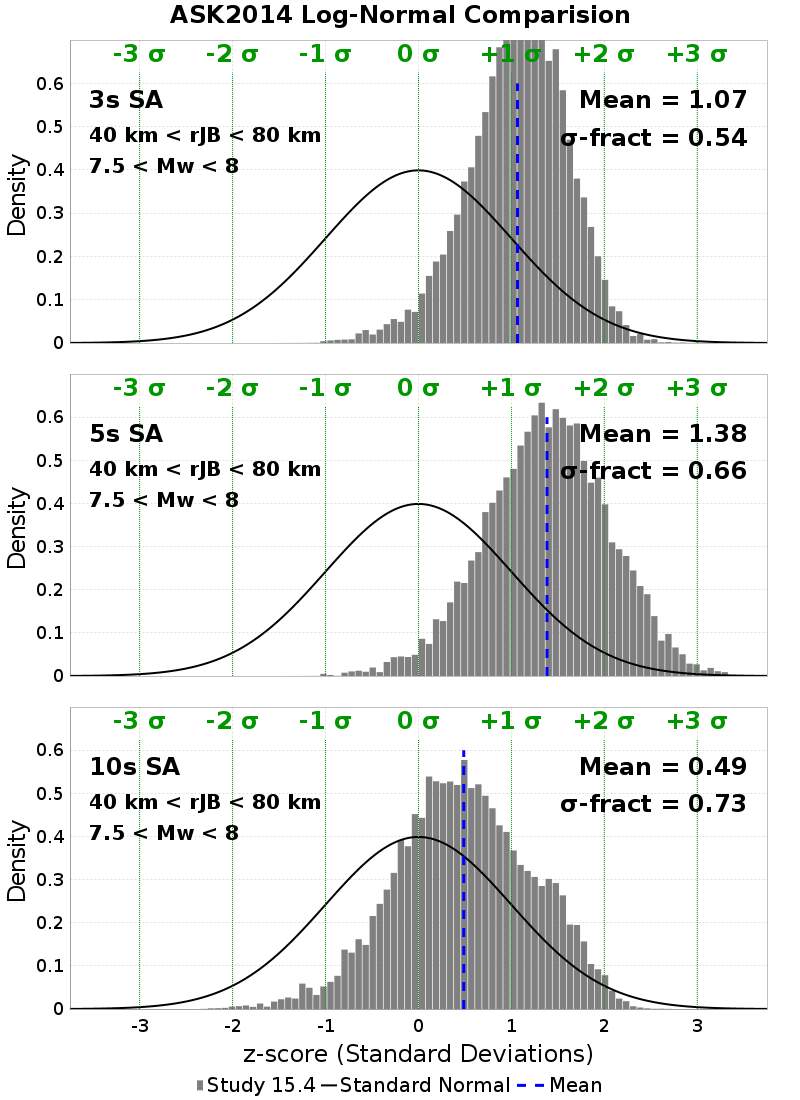 ASK2014 Log-Normal Comparision
-3 σ -2 σ -1 σ 0 σ +1 σ +2 σ +3 σ
0.6
3s SA Mean = 1.07
0.5
40 km < rJB < 80 km σ-fract = 0.54
0.4
7.5 < Mw < 8
0.3
0.2
0.1
0
Density
-3 σ -2 σ -1 σ 0 σ +1 σ +2 σ +3 σ
0.6
5s SA Mean = 1.38
0.5
40 km < rJB < 80 km σ-fract = 0.66
0.4
7.5 < Mw < 8
0.3
0.2
0.1
0
Density
-3 σ -2 σ -1 σ 0 σ +1 σ +2 σ +3 σ
0.6
10s SA Mean = 0.49
0.5
40 km < rJB < 80 km σ-fract = 0.73
0.4
7.5 < Mw < 8
0.3
0.2
0.1
0
Density
-3 -2 -1 0 1 2 3
z-score (Standard Deviations)
Study 15.4 Standard Normal Mean